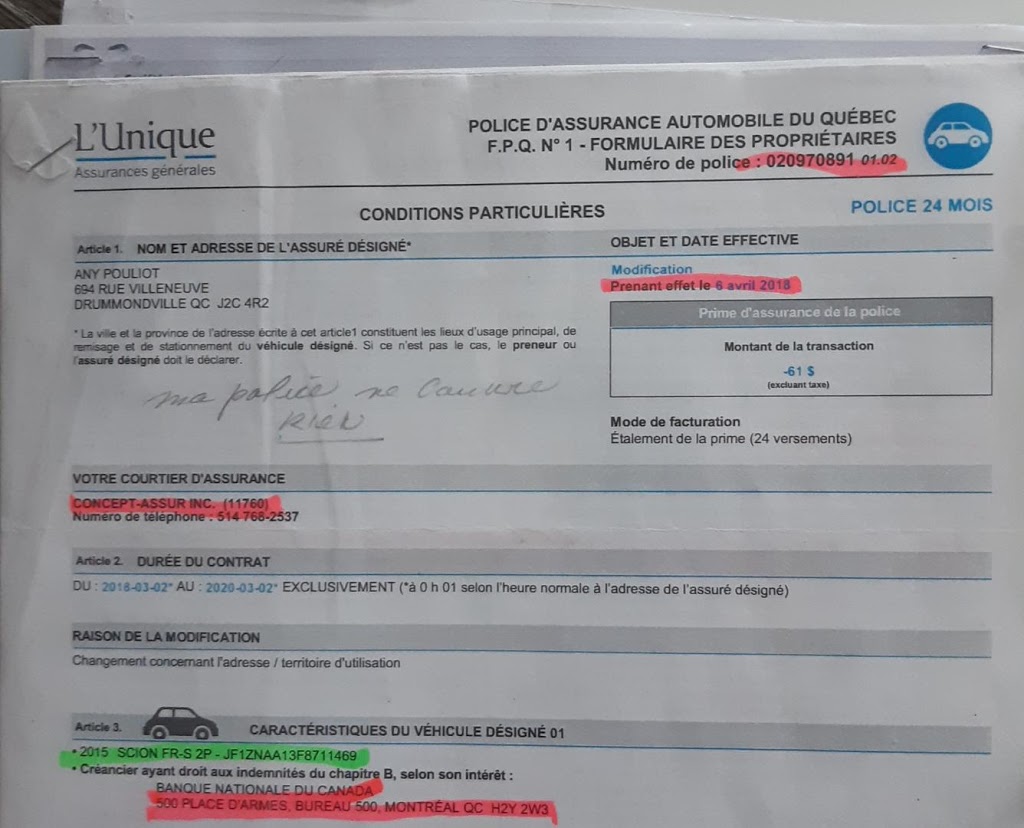 L'Unique
Assurances générales
POLICE D'ASSURANCE AUTOMOBILE DU QUÉBEC
F.P.Q. N° 1 - FORMULAIRE DES PROPRIÉTAIRES
Numéro de police : 020970891 01.02
CONDITIONS PARTICULIÈRES
POLICE 24 MOIS
Article 1. NOM ET ADRESSE DE L'ASSURÉ DÉSIGNÉ*
ANY POULIOT
694 RUE VILLENEUVE
DRUMMONDVILLE QC J2C 4R2
* La ville et la province de l'adresse écrite à cet article1 constituent les lieux d'usage principal, de
remisage et de stationnement du véhicule désigné. Si ce n'est pas le cas, le preneur ou
l'assuré désigné doit le déclarer.
ma police ne couvre
rien
OBJET ET DATE EFFECTIVE
Modification
Prenant effet le 6 avril 2018
Prime d'assurance de la police
Montant de la transaction
-61 $
(excluant taxe)
Mode de facturation
Étalement de la prime (24 versements)
VOTRE COURTIER D'ASSURANCE
CONCEPT-ASSUR INC. (11760)
Numéro de téléphone : 514 768-2537
Article 2. DURÉE DU CONTRAT
DU : 2018-03-02* AU : 2020-03-02* EXCLUSIVEMENT (*à 0 h 01 selon l'heure normale à l'adresse de l'assuré désigné)
RAISON DE LA MODIFICATION
Changement concernant l'adresse / territoire d'utilisation
Article 3. CARACTÉRISTIQUES DU VÉHICULE DÉSIGNÉ 01
• 2015 SCION FR-S 2P - JF1ZNAA13F8711469
• Créancier ayant droit aux indemnités du chapitre B, selon son intérêt :
BANQUE NATIONALE DU CANADA
500 PLACE D'ARMES, BUREAU 500, MONTRÉAL QC H2Y 2W3